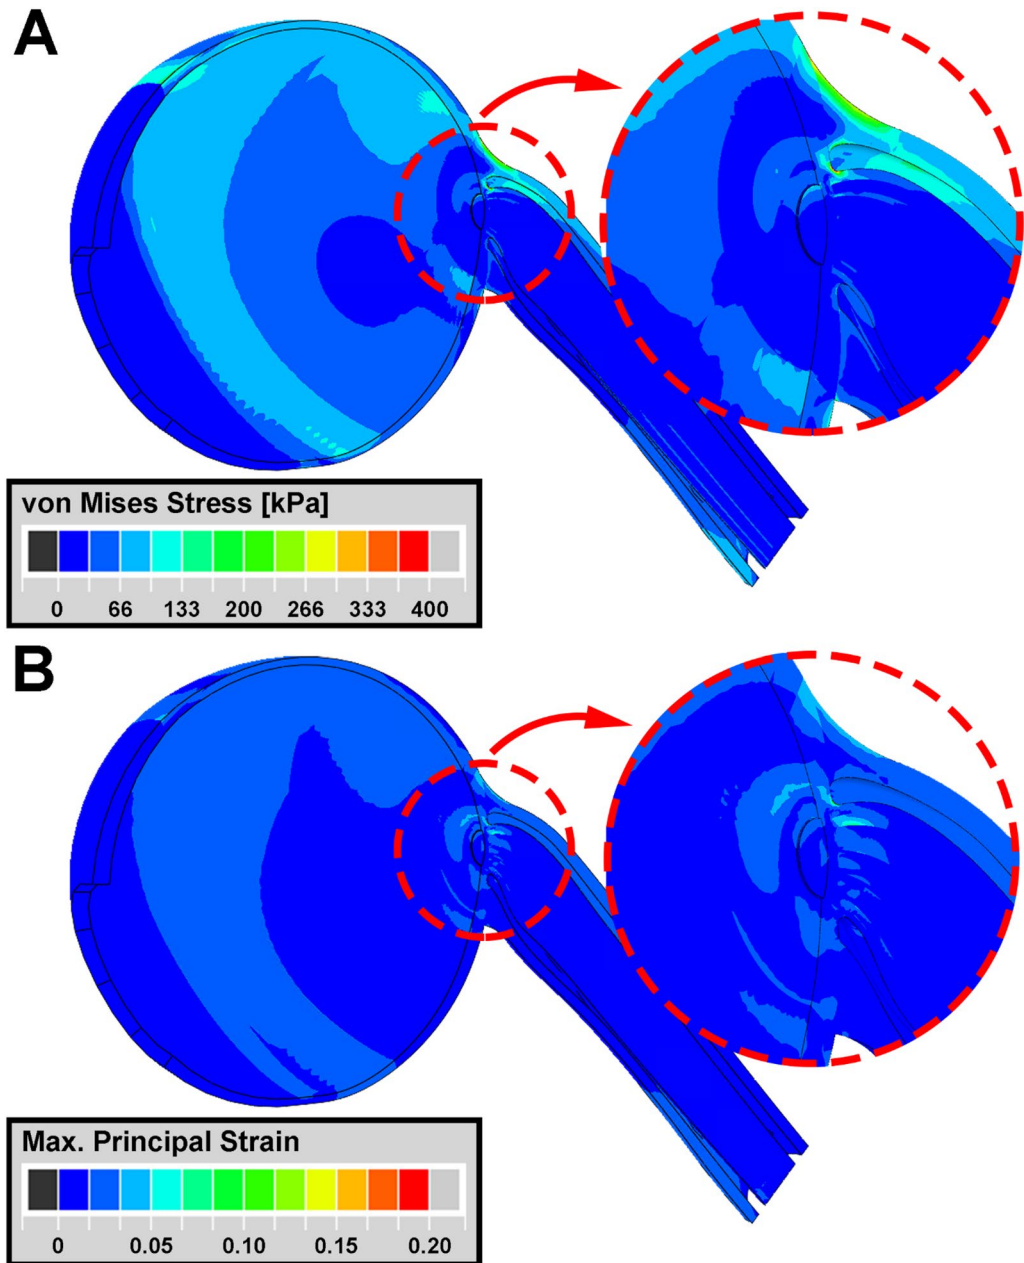 A
von Mises Stress [kPa]
0 66 133 200 266 333 400
B
Max. Principal Strain
0 0.05 0.10 0.15 0.20